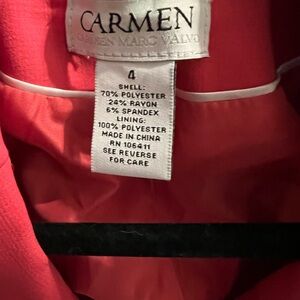 CARMEN
CARMEN MARC VALVO
4
SHELL:
70% POLYESTER
24% RAYON
6% SPANDEX
LINING:
100% POLYESTER
MADE IN CHINA
RN 106411
SEE REVERSE
FOR CARE